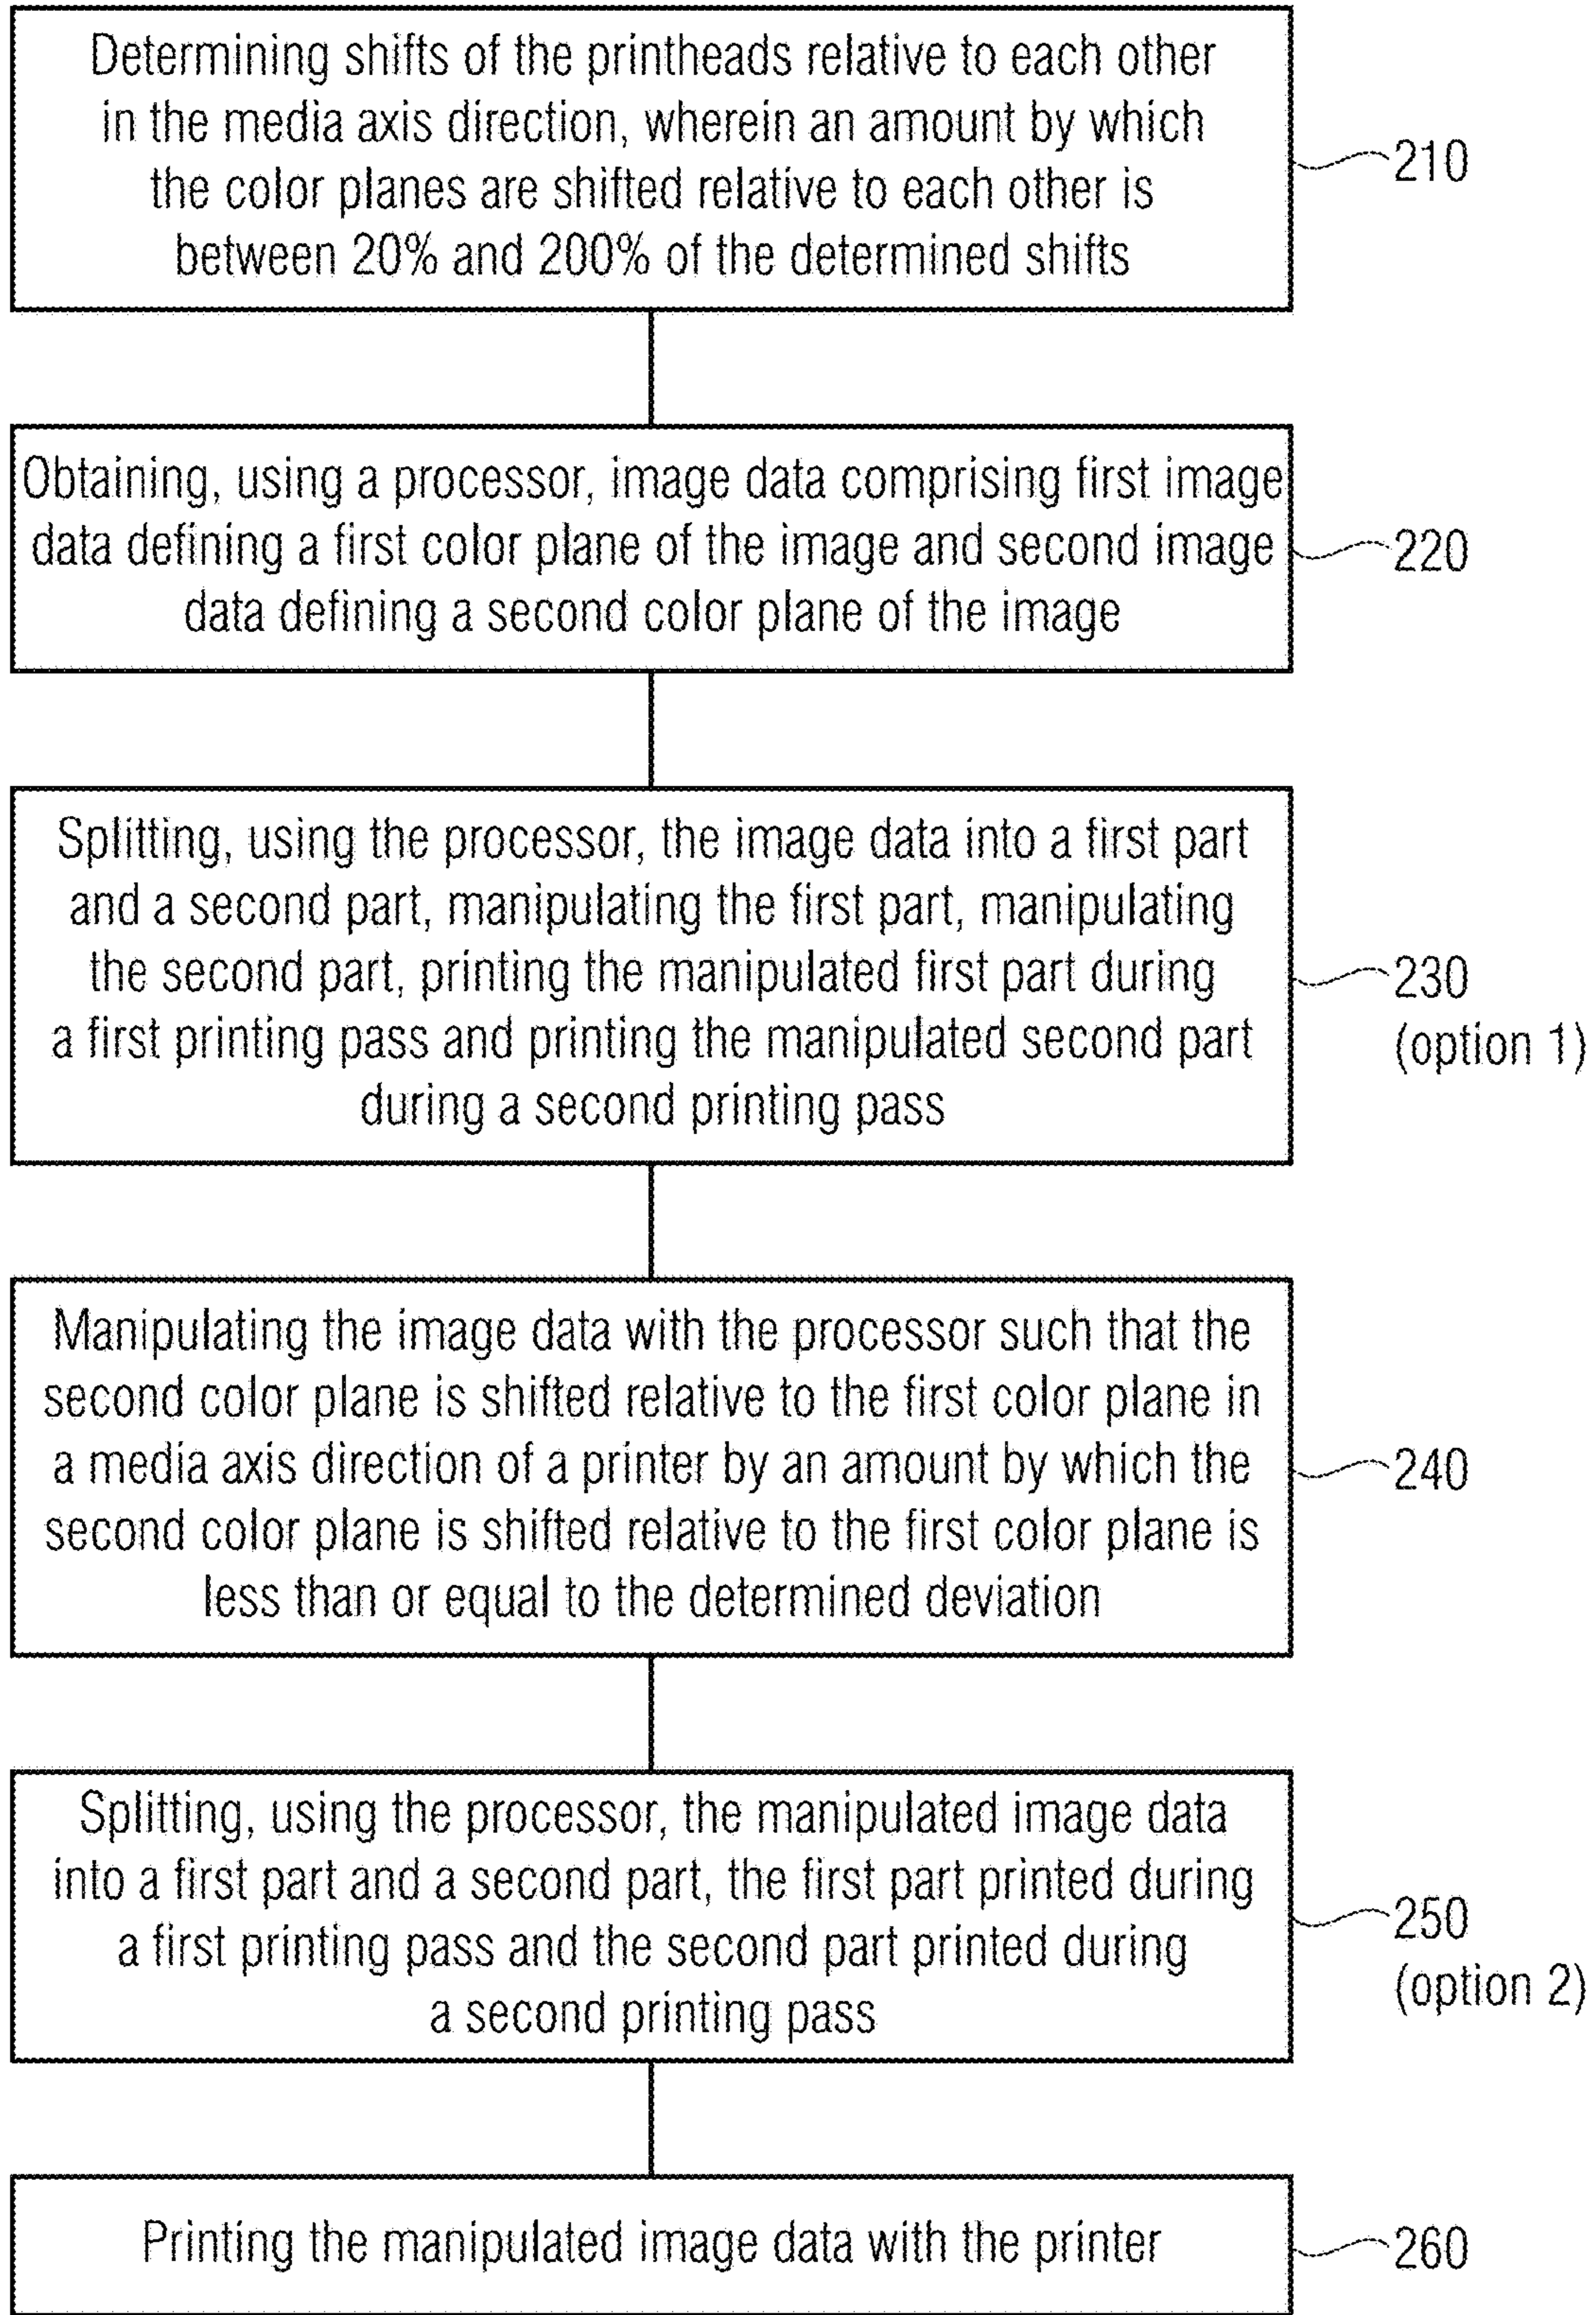 Determining shifts of the printheads relative to each other
in the media axis direction, wherein an amount by which
the color planes are shifted relative to each other is
between 20% and 200% of the determined shifts
210
Obtaining, using a processor, image data comprising first image
data defining a first color plane of the image and second image
data defining a second color plane of the image
220
Splitting, using the processor, the image data into a first part
and a second part, manipulating the first part, manipulating
the second part, printing the manipulated first part during
a first printing pass and printing the manipulated second part
during a second printing pass
230
(option 1)
Manipulating the image data with the processor such that the
second color plane is shifted relative to the first color plane in
a media axis direction of a printer by an amount by which the
second color plane is shifted relative to the first color plane is
less than or equal to the determined deviation
240
Splitting, using the processor, the manipulated image data
into a first part and a second part, the first part printed during
a first printing pass and the second part printed during
a second printing pass
250
(option 2)
Printing the manipulated image data with the printer
260